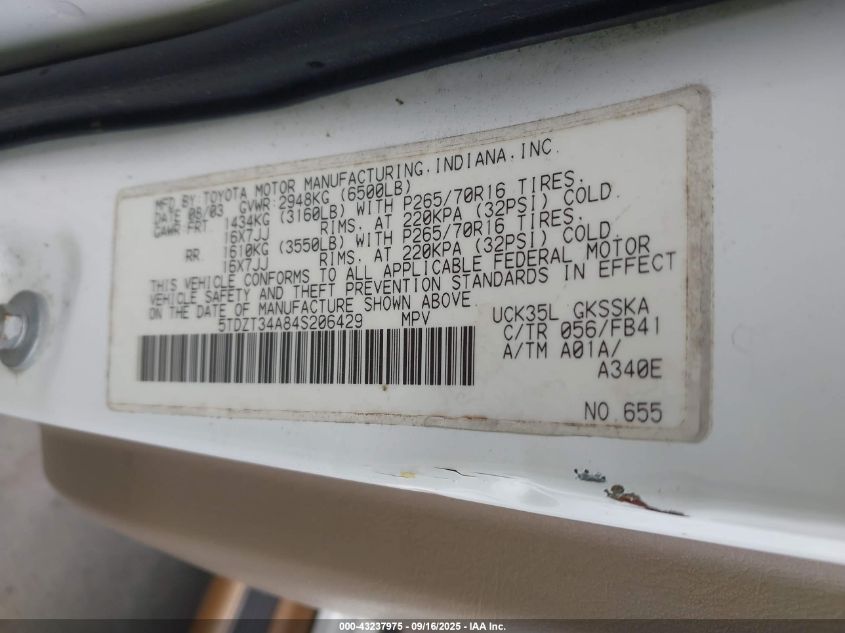 MFD.BY:TOYOTA MOTOR MANUFACTURING,INDIANA,INC.
DATE 08/03 GVWR:2948KG (6500LB)
GAWR:FRT. 1434KG (3160LB) WITH P265/70R16 TIRES.
16X7JJ RIMS. AT 220KPA (32PSI) COLD.
RR. 1610KG (3550LB) WITH P265/70R16 TIRES.
16X7JJ RIMS. AT 220KPA (32PSI) COLD.
THIS VEHICLE CONFORMS TO ALL APPLICABLE FEDERAL MOTOR
VEHICLE SAFETY AND THEFT PREVENTION STANDARDS IN EFFECT
ON THE DATE OF MANUFACTURE SHOWN ABOVE.
5TDZT34A84S206429 MPV
UCK35L GKSSKA
C/TR 056/FB41
A/TM A01A/
A340E
NO.655
000-43237975 - 09/16/2025 - IAA Inc.